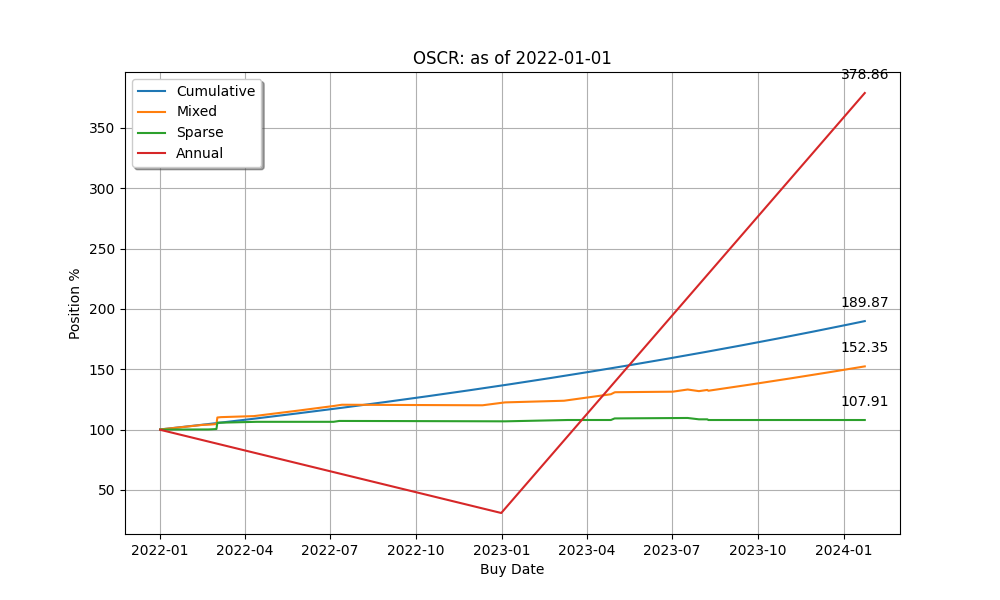 OSCR: as of 2022-01-01
378.86
Cumulative
Mixed
Sparse
Annual
350
300
250
200
150
100
50
189.87
152.35
107.91
Position %
2022-01 2022-04 2022-07 2022-10 2023-01 2023-04 2023-07 2023-10 2024-01
Buy Date